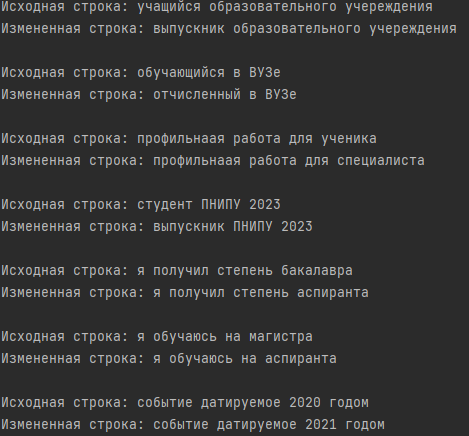 Исходная строка: учащийся образовательного учереждения
Измененная строка: выпускник образовательного учереждения
Исходная строка: обучающийся в ВУЗе
Измененная строка: отчисленный в ВУЗе
Исходная строка: профильнаая работа для ученика
Измененная строка: профильнаая работа для специалиста
Исходная строка: студент ПНИПУ 2023
Измененная строка: выпускник ПНИПУ 2023
Исходная строка: я получил степень бакалавра
Измененная строка: я получил степень аспиранта
Исходная строка: я обучаюсь на магистра
Измененная строка: я обучаюсь на аспиранта
Исходная строка: событие датируемое 2020 годом
Измененная строка: событие датируемое 2021 годом